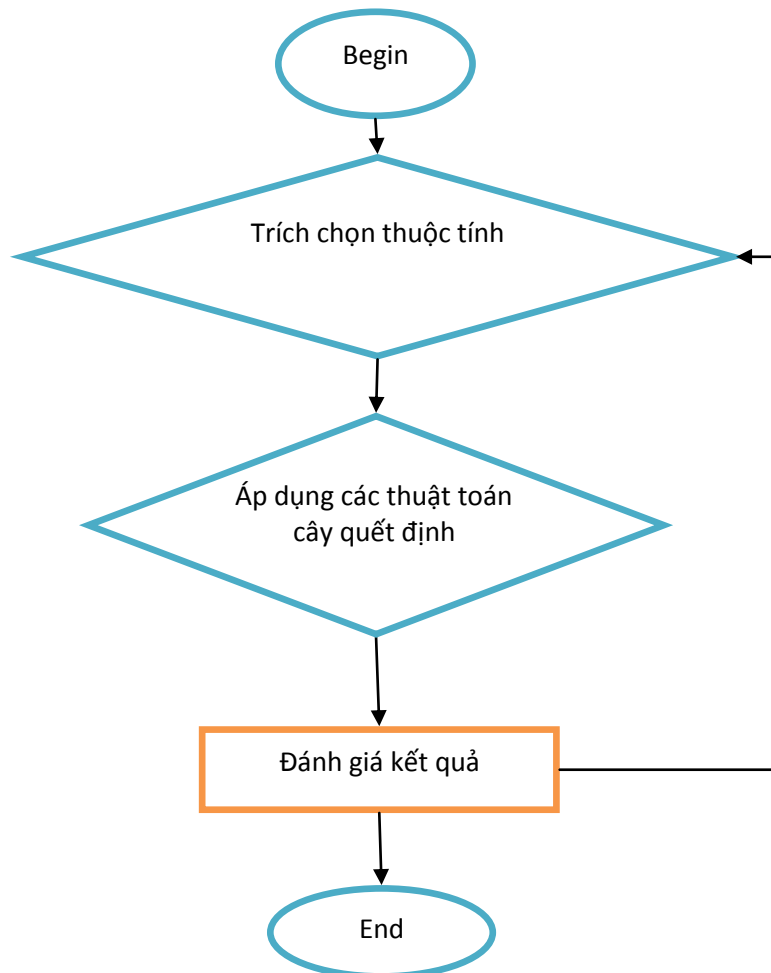 Begin
Trích chọn thuộc tính
Áp dụng các thuật toán
cây quết định
Đánh giá kết quả
End